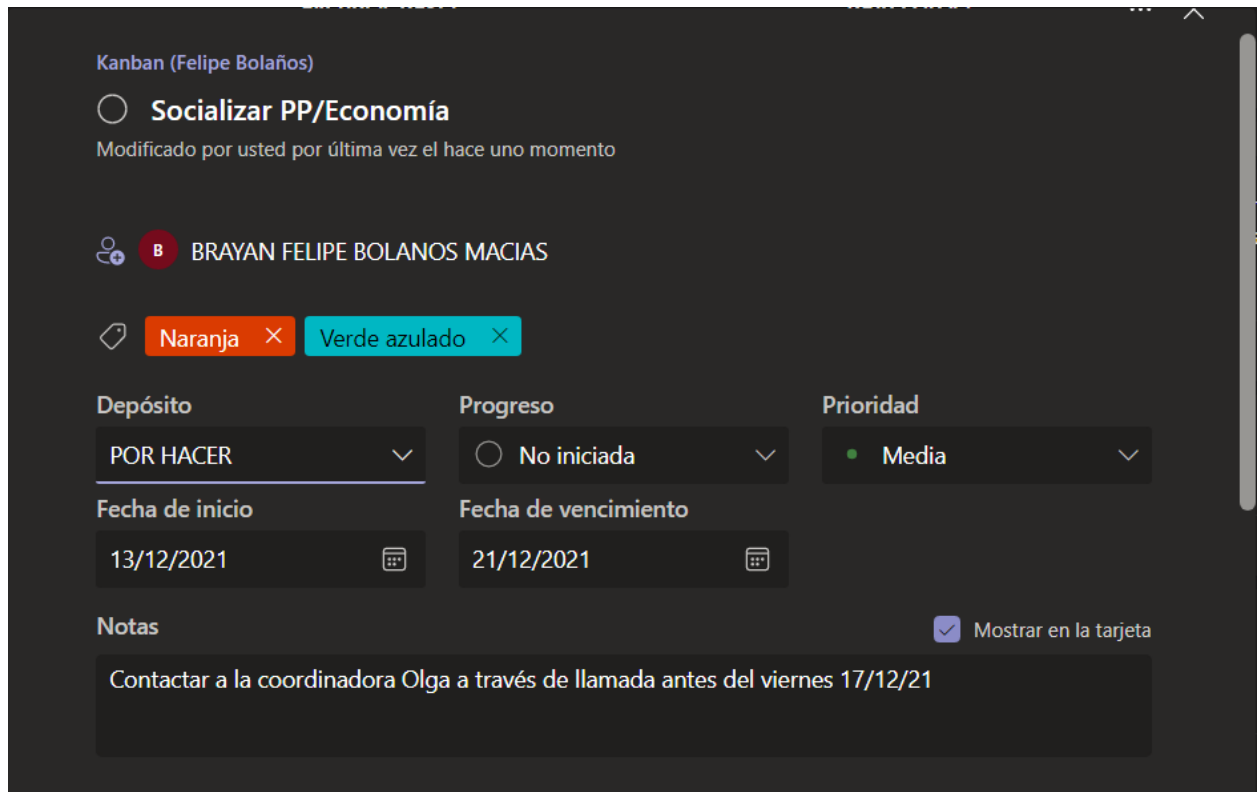 Kanban (Felipe Bolaños)
Socializar PP/Economía
Modificado por usted por última vez el hace uno momento
B BRAYAN FELIPE BOLANOS MACIAS
Naranja Verde azulado
Depósito Progreso Prioridad
POR HACER No iniciada Media
Fecha de inicio Fecha de vencimiento
13/12/2021 21/12/2021
Notas Mostrar en la tarjeta
Contactar a la coordinadora Olga a través de llamada antes del viernes 17/12/21